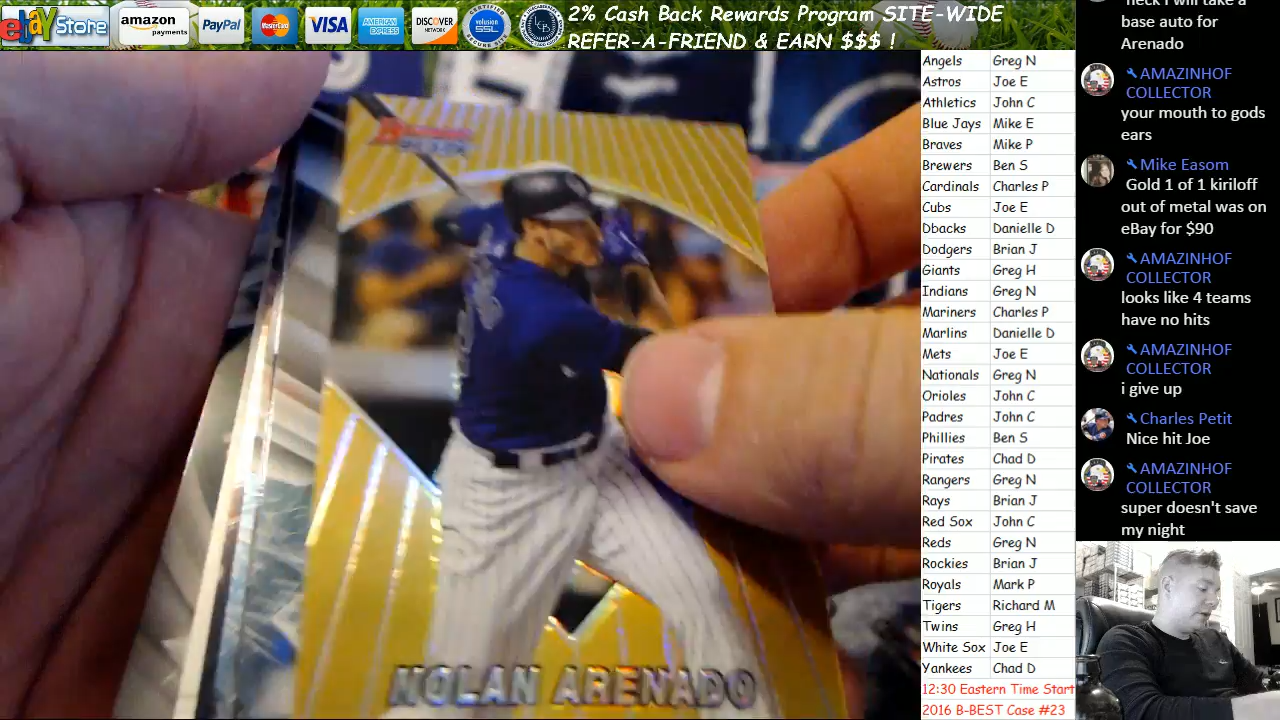 ebay Store
amazon
payments
PayPal
MasterCard
VISA
AMERICAN
EXPRESS
DISCOVER
NETWORK
volusion
SSL
2% Cash Back Rewards Program SITE-WIDE
REFER-A-FRIEND & EARN $$$ !
NOLAN ARENADO
Angels Greg N
Astros Joe E
Athletics John C
Blue Jays Mike E
Braves Mike P
Brewers Ben S
Cardinals Charles P
Cubs Joe E
Dbacks Danielle D
Dodgers Brian J
Giants Greg H
Indians Greg N
Mariners Charles P
Marlins Danielle D
Mets Joe E
Nationals Greg N
Orioles John C
Padres John C
Phillies Ben S
Pirates Chad D
Rangers Greg N
Rays Brian J
Red Sox John C
Reds Greg N
Rockies Brian J
Royals Mark P
Tigers Richard M
Twins Greg H
White Sox Joe E
Yankees Chad D
12:30 Eastern Time Start
2016 B-BEST Case #23
heck i will take a
base auto for
Arenado
AMAZINHOF
COLLECTOR
your mouth to gods
ears
Mike Easom
Gold 1 of 1 kiriloff
out of metal was on
eBay for $90
AMAZINHOF
COLLECTOR
looks like 4 teams
have no hits
AMAZINHOF
COLLECTOR
i give up
Charles Petit
Nice hit Joe
AMAZINHOF
COLLECTOR
super doesn't save
my night